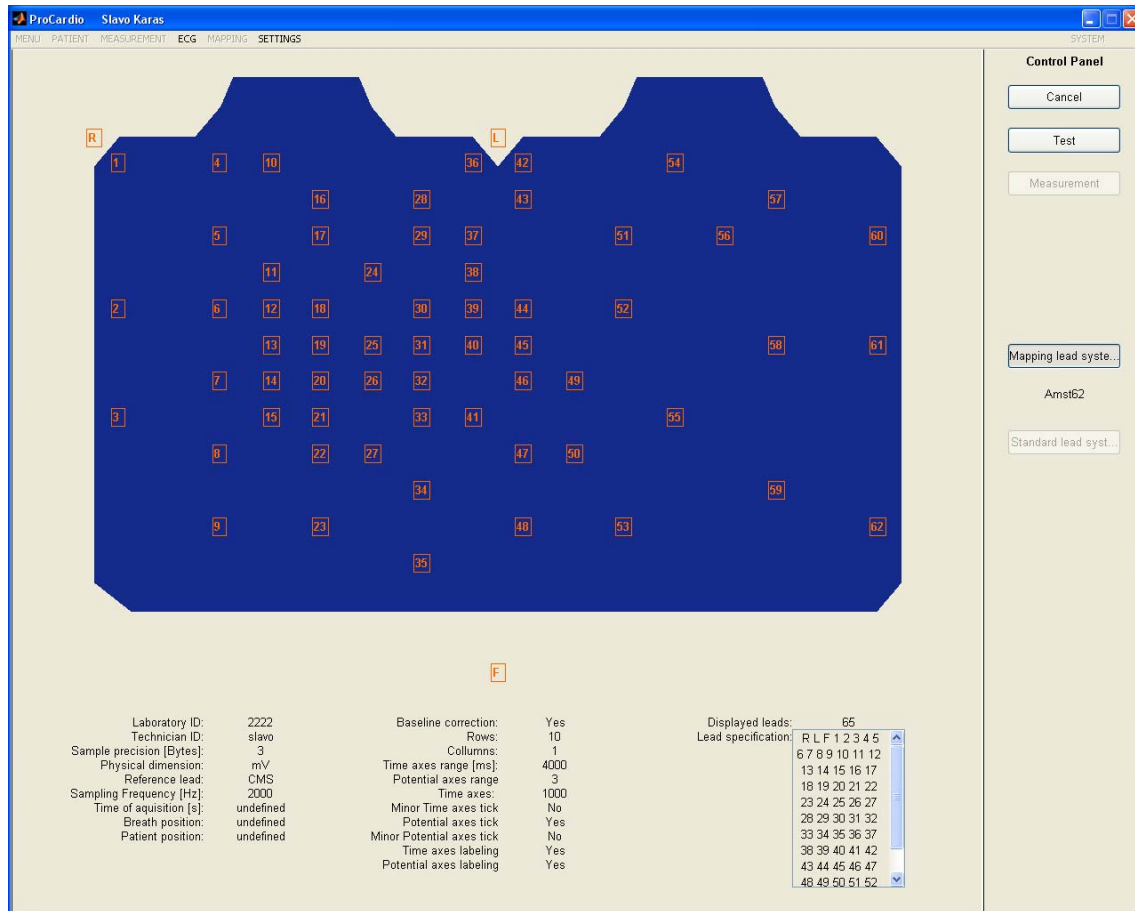 ProCardio Slavo Karas
MENU PATIENT MEASUREMENT ECG MAPPING SETTINGS SYSTEM
Control Panel
Cancel
Test
Measurement
Mapping lead syste...
Amst62
Standard lead syst...
R L
1 4 10 36 42 54
16 28 43 57
5 17 29 37 51 56 60
11 24 38
2 6 12 18 30 39 44 52
13 19 25 31 40 45 58 61
7 14 20 26 32 46 49
3 15 21 33 41 55
8 22 27 47 50
34 59
9 23 48 53 62
35
F
Laboratory ID: 2222
Technician ID: slavo
Sample precision [Bytes]: 3
Physical dimension: mV
Reference lead: CMS
Sampling Frequency [Hz]: 2000
Time of aquisition [s]: undefined
Breath position: undefined
Patient position: undefined
Baseline correction: Yes
Rows: 10
Collumns: 1
Time axes range [ms]: 4000
Potential axes range 3
Time axes: 1000
Minor Time axes tick No
Potential axes tick Yes
Minor Potential axes tick No
Time axes labeling Yes
Potential axes labeling Yes
Displayed leads: 65
Lead specification: R L F 1 2 3 4 5
6 7 8 9 10 11 12
13 14 15 16 17
18 19 20 21 22
23 24 25 26 27
28 29 30 31 32
33 34 35 36 37
38 39 40 41 42
43 44 45 46 47
48 49 50 51 52